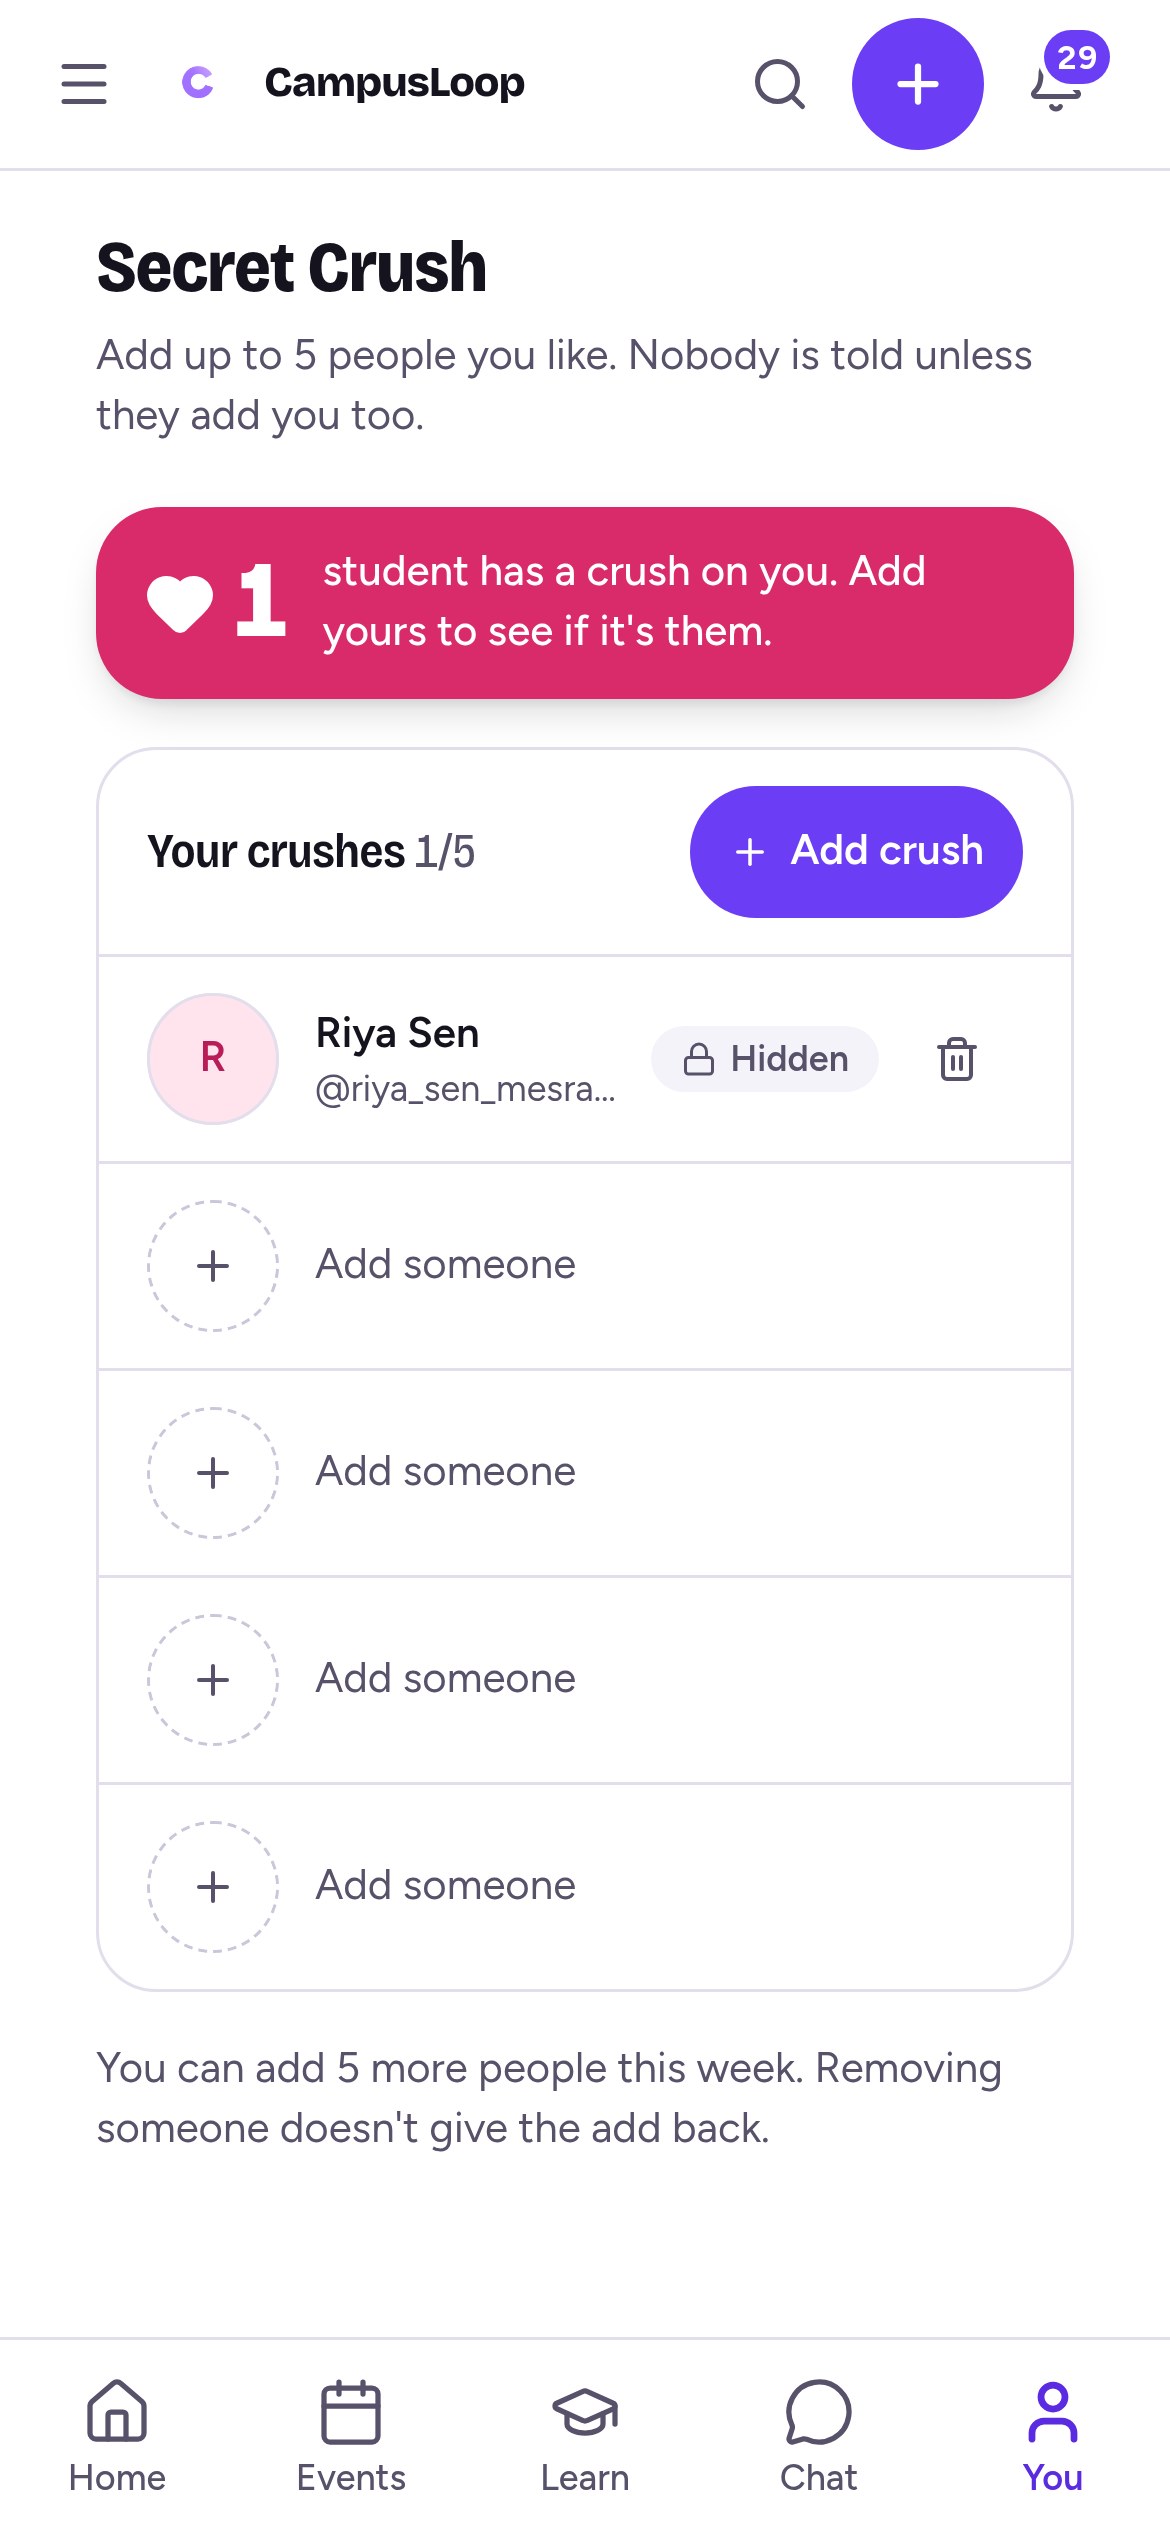 CampusLoop
29
Secret Crush
Add up to 5 people you like. Nobody is told unless
they add you too.
1
student has a crush on you. Add
yours to see if it's them.
Your crushes 1/5
Add crush
R
Riya Sen
@riya_sen_mesra...
Hidden
Add someone
Add someone
Add someone
Add someone
You can add 5 more people this week. Removing
someone doesn't give the add back.
Home
Events
Learn
Chat
You